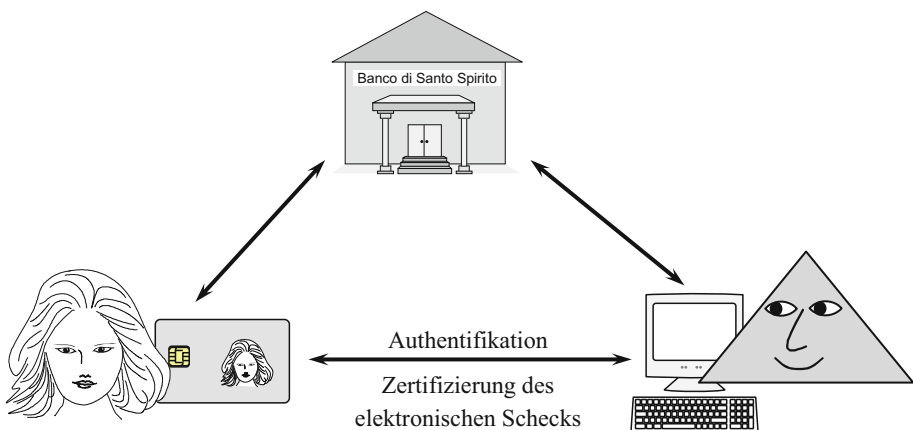 Banco di Santo Spirito
Authentifikation
Zertifizierung des
elektronischen Schecks